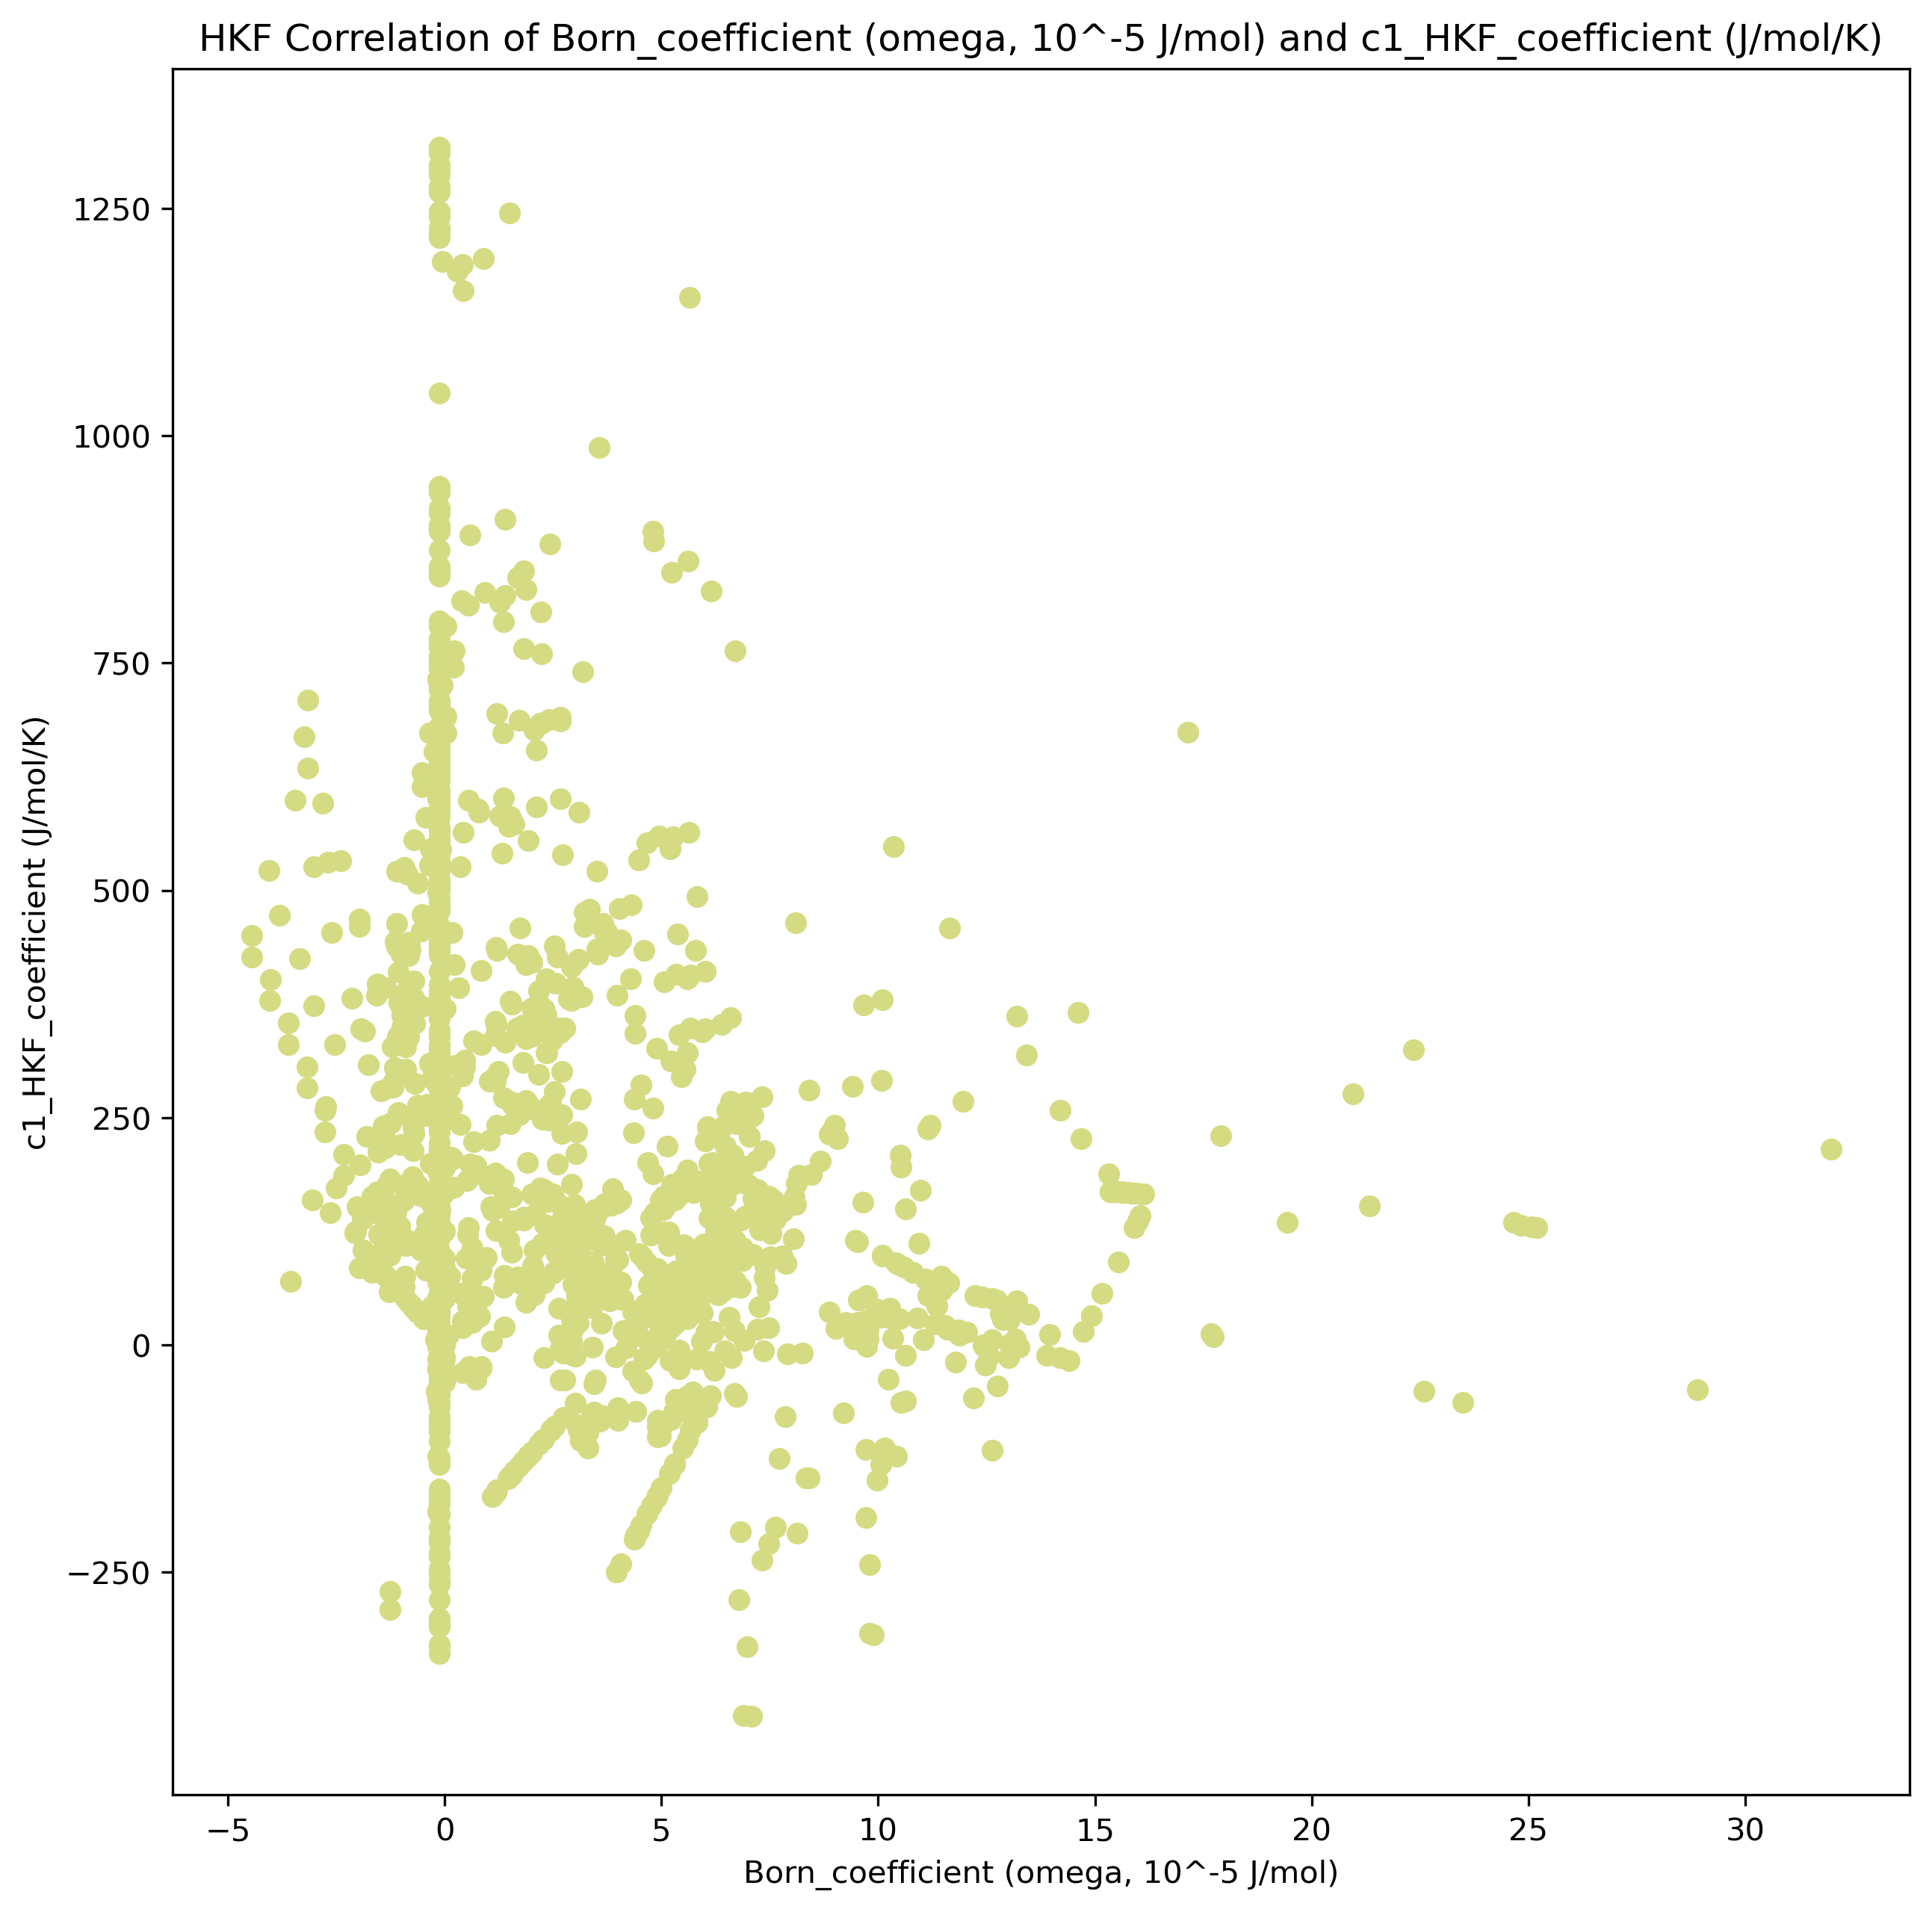 HKF Correlation of Born_coefficient (omega, 10^-5 J/mol) and c1_HKF_coefficient (J/mol/K)
c1_HKF_coefficient (J/mol/K)
1250
1000
750
500
250
0
−250
−5 0 5 10 15 20 25 30
Born_coefficient (omega, 10^-5 J/mol)